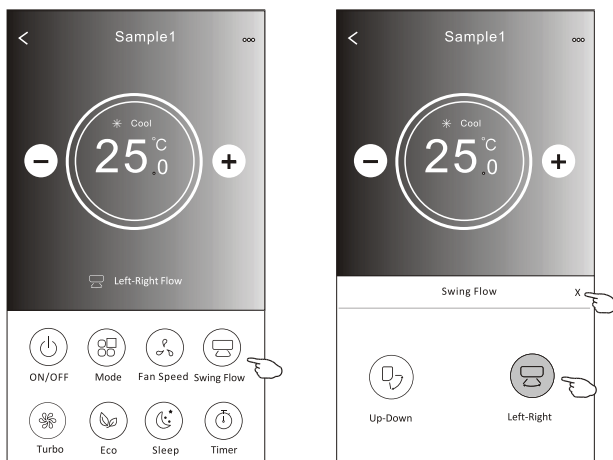 Sample1
Cool
25.0°C
Left-Right Flow
ON/OFF Mode Fan Speed Swing Flow
Turbo Eco Sleep Timer
Sample1
Cool
25.0°C
Swing Flow X
Up-Down Left-Right